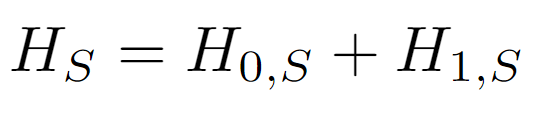 H_S = H_{0,S} + H_{1,S}